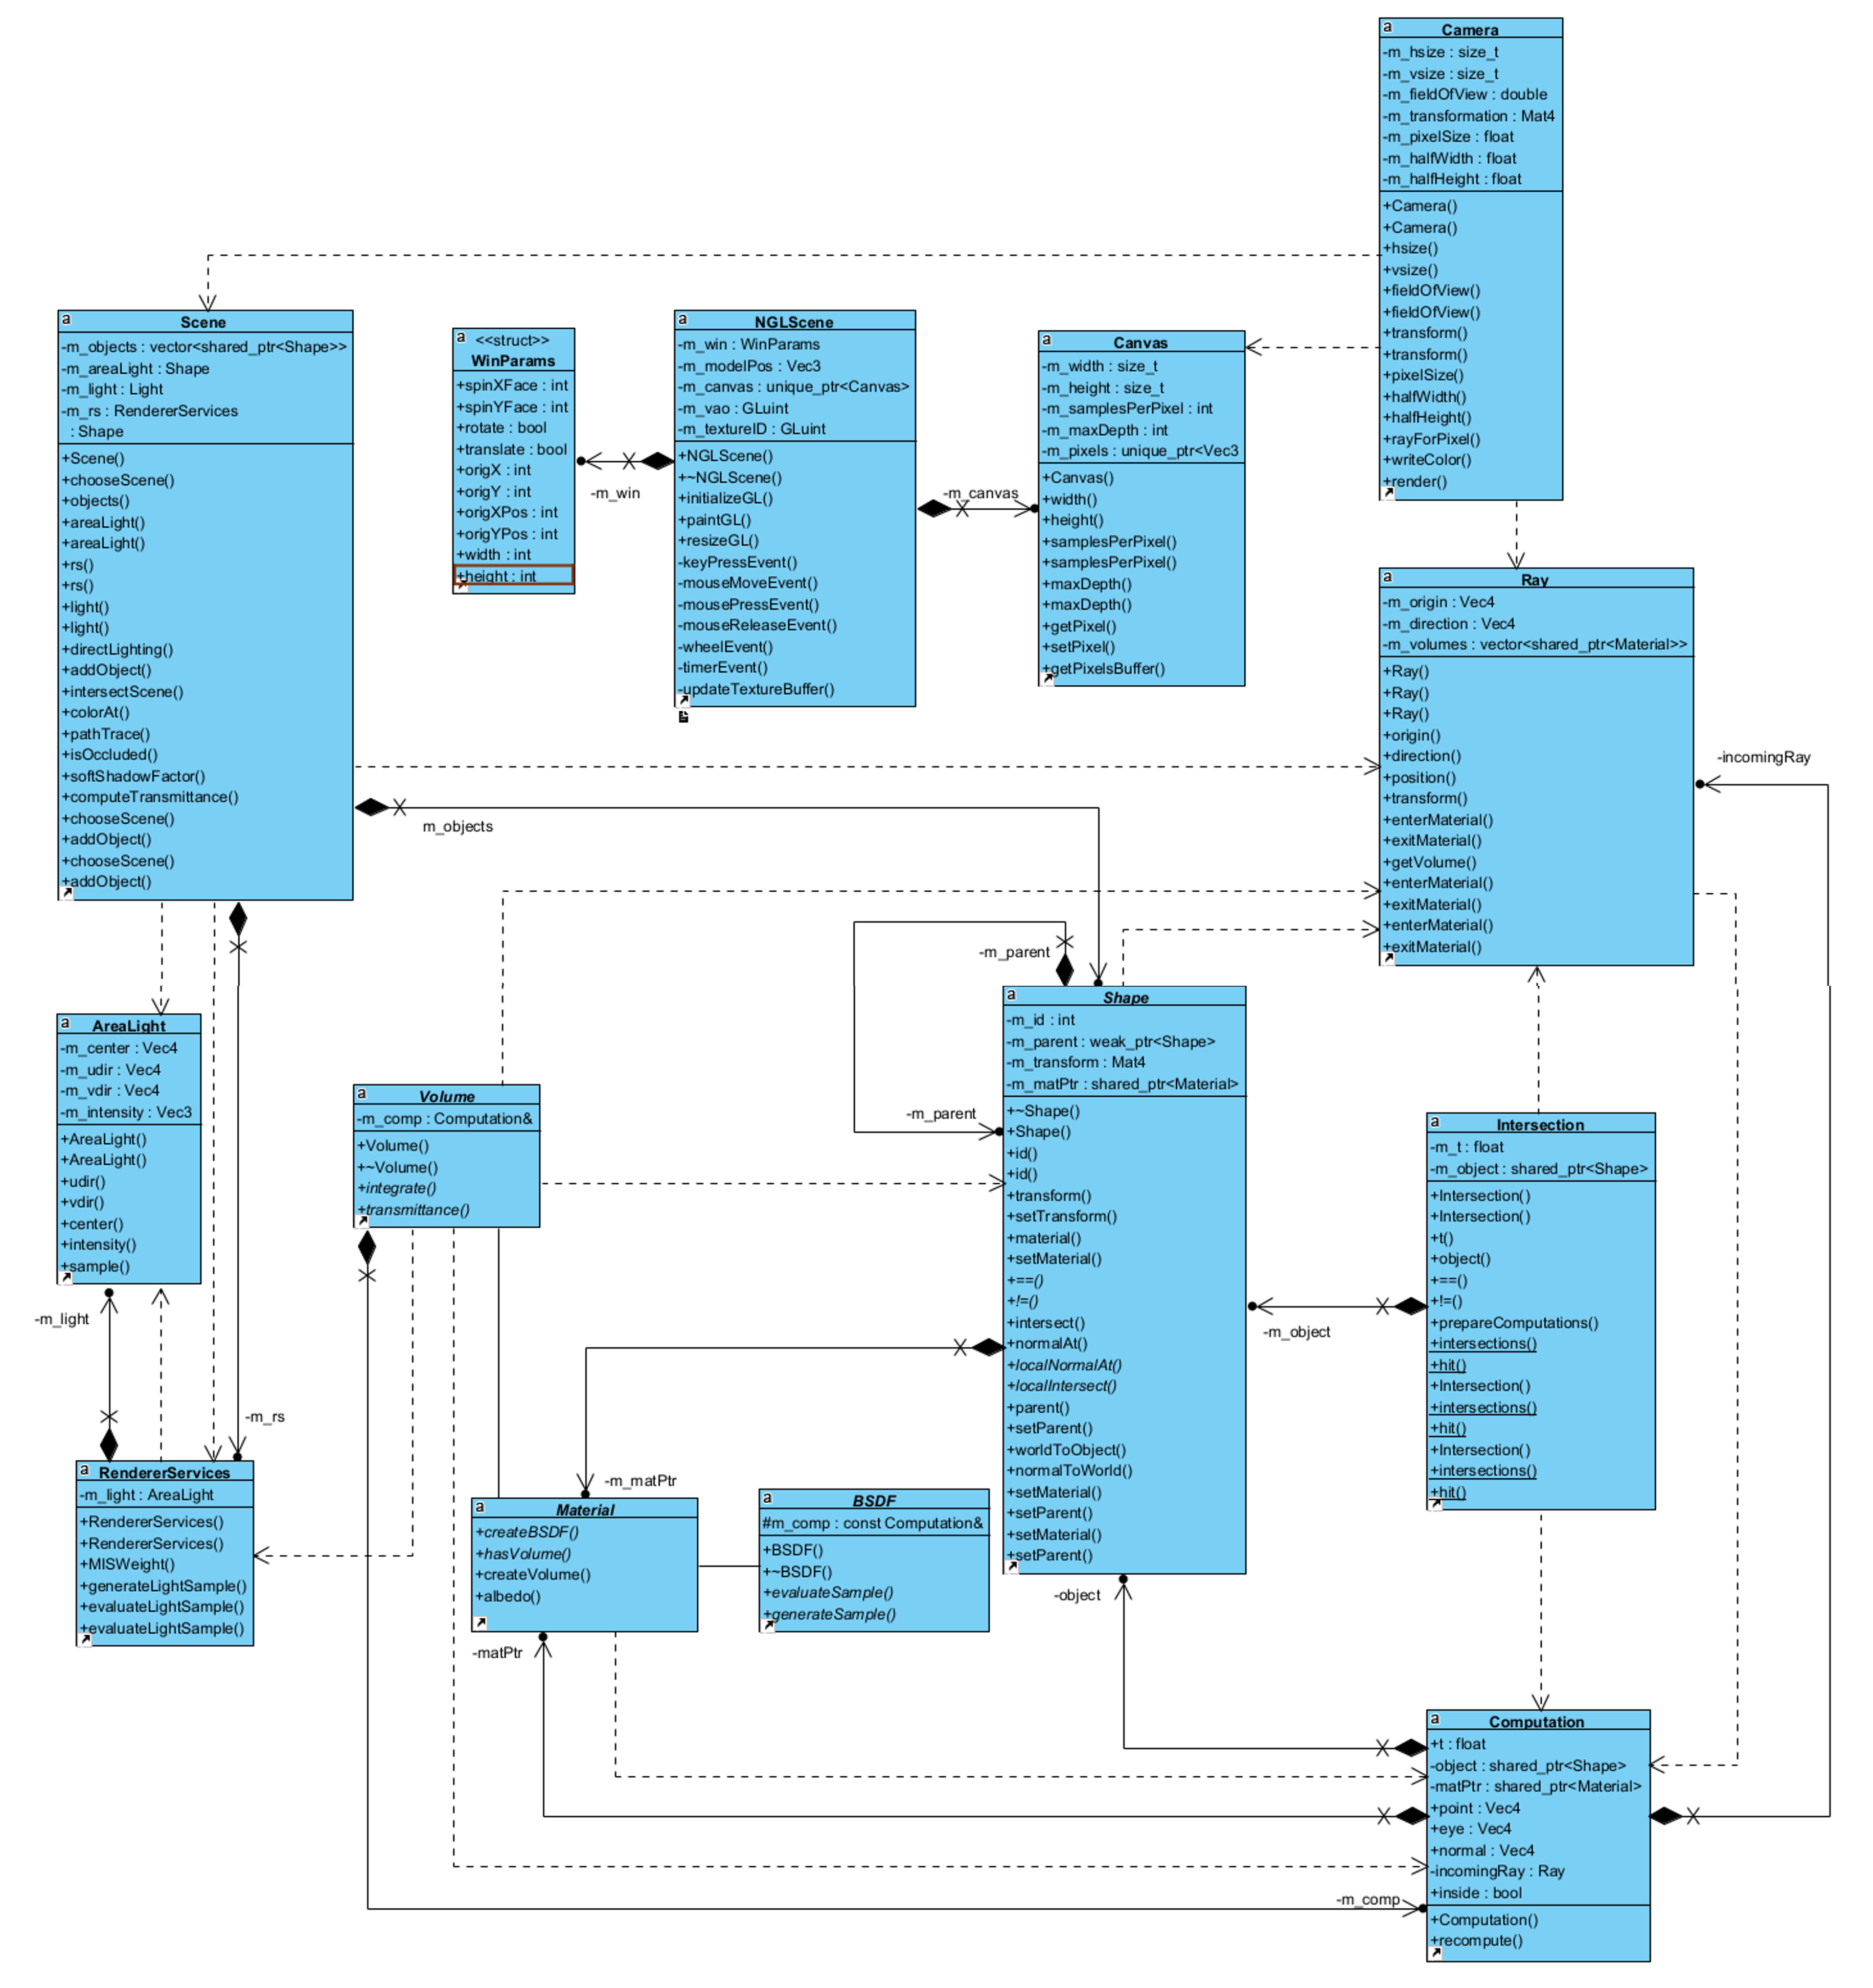 a
Camera
-m_hsize : size_t
-m_vsize : size_t
-m_fieldOfView : double
-m_transformation : Mat4
-m_pixelSize : float
-m_halfWidth : float
-m_halfHeight : float
+Camera()
+Camera()
+hsize()
+vsize()
+fieldOfView()
+fieldOfView()
+transform()
+transform()
+pixelSize()
+halfWidth()
+halfHeight()
+rayForPixel()
+writeColor()
+render()
a
Scene
-m_objects : vector<shared_ptr<Shape>>
-m_areaLight : Shape
-m_light : Light
-m_rs : RendererServices
: Shape
+Scene()
+chooseScene()
+objects()
+areaLight()
+areaLight()
+rs()
+rs()
+light()
+light()
+directLighting()
+addObject()
+intersectScene()
+colorAt()
+pathTrace()
+isOccluded()
+softShadowFactor()
+computeTransmittance()
+chooseScene()
+addObject()
+chooseScene()
+addObject()
a
<<struct>>
WinParams
+spinXFace : int
+spinYFace : int
+rotate : bool
+translate : bool
+origX : int
+origY : int
+origXPos : int
+origYPos : int
+width : int
+height : int
-m_win
a
NGLScene
-m_win : WinParams
-m_modelPos : Vec3
-m_canvas : unique_ptr<Canvas>
-m_vao : GLuint
-m_textureID : GLuint
+NGLScene()
+~NGLScene()
+initializeGL()
+paintGL()
+resizeGL()
-keyPressEvent()
-mouseMoveEvent()
-mousePressEvent()
-mouseReleaseEvent()
-wheelEvent()
-timerEvent()
-updateTextureBuffer()
-m_canvas
a
Canvas
-m_width : size_t
-m_height : size_t
-m_samplesPerPixel : int
-m_maxDepth : int
-m_pixels : unique_ptr<Vec3
+Canvas()
+width()
+height()
+samplesPerPixel()
+samplesPerPixel()
+maxDepth()
+maxDepth()
+getPixel()
+setPixel()
+getPixelsBuffer()
a
Ray
-m_origin : Vec4
-m_direction : Vec4
-m_volumes : vector<shared_ptr<Material>>
+Ray()
+Ray()
+Ray()
+origin()
+direction()
+position()
+transform()
+enterMaterial()
+exitMaterial()
+getVolume()
+enterMaterial()
+exitMaterial()
+enterMaterial()
+exitMaterial()
-incomingRay
m_objects
-m_parent
-m_parent
a
AreaLight
-m_center : Vec4
-m_udir : Vec4
-m_vdir : Vec4
-m_intensity : Vec3
+AreaLight()
+AreaLight()
+udir()
+vdir()
+center()
+intensity()
+sample()
-m_light
-m_rs
a
Volume
-m_comp : Computation&
+Volume()
+~Volume()
+integrate()
+transmittance()
a
Shape
-m_id : int
-m_parent : weak_ptr<Shape>
-m_transform : Mat4
-m_matPtr : shared_ptr<Material>
+~Shape()
+Shape()
+id()
+id()
+transform()
+setTransform()
+material()
+setMaterial()
+==()
+!=()
+intersect()
+normalAt()
+localNormalAt()
+localIntersect()
+parent()
+setParent()
+worldToObject()
+normalToWorld()
+setMaterial()
+setParent()
+setMaterial()
+setParent()
a
Intersection
-m_t : float
-m_object : shared_ptr<Shape>
+Intersection()
+Intersection()
+t()
+object()
+==()
+!=()
+prepareComputations()
+intersections()
+hit()
+Intersection()
+intersections()
+hit()
+Intersection()
+intersections()
+hit()
-m_object
a
RendererServices
-m_light : AreaLight
+RendererServices()
+RendererServices()
+MISWeight()
+generateLightSample()
+evaluateLightSample()
+evaluateLightSample()
-m_matPtr
a
Material
+createBSDF()
+hasVolume()
+createVolume()
+albedo()
-matPtr
a
BSDF
#m_comp : const Computation&
+BSDF()
+~BSDF()
+evaluateSample()
+generateSample()
-object
a
Computation
+t : float
-object : shared_ptr<Shape>
-matPtr : shared_ptr<Material>
+point : Vec4
+eye : Vec4
+normal : Vec4
-incomingRay : Ray
+inside : bool
+Computation()
+recompute()
-m_comp